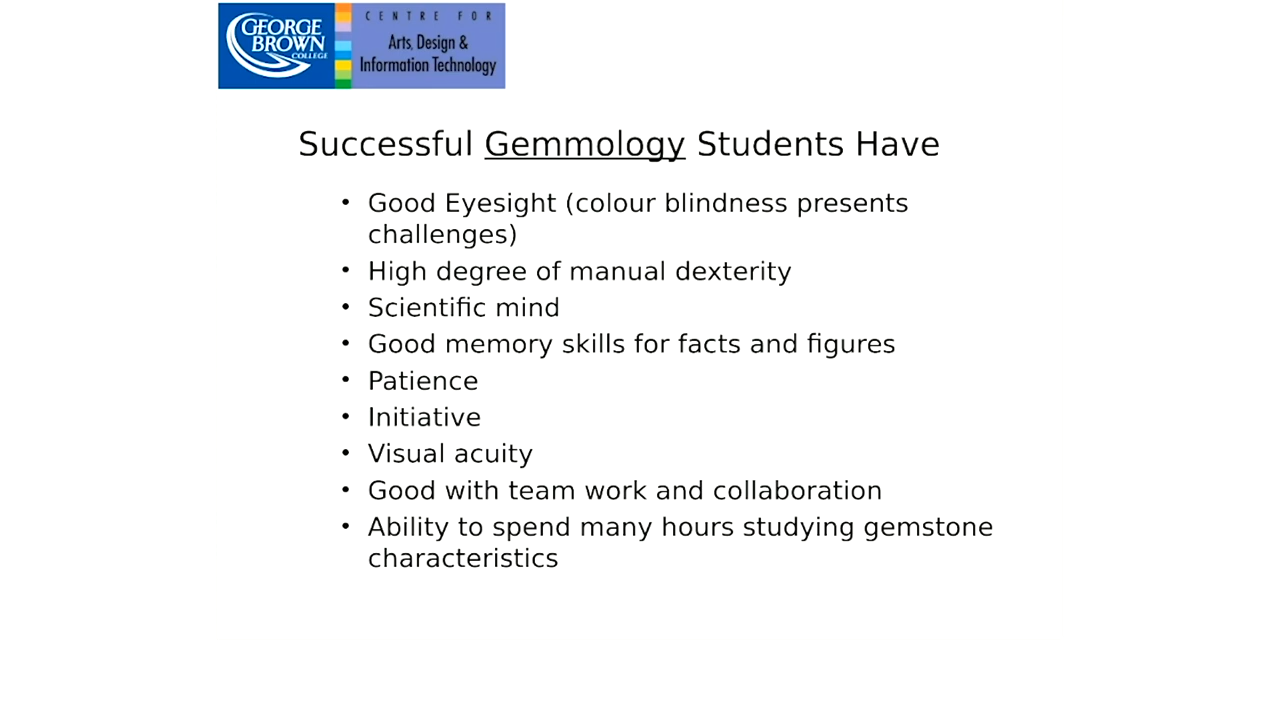 GEORGE
BROWN
COLLEGE
CENTRE FOR
Arts, Design &
Information Technology
Successful Gemmology Students Have
• Good Eyesight (colour blindness presents
challenges)
• High degree of manual dexterity
• Scientific mind
• Good memory skills for facts and figures
• Patience
• Initiative
• Visual acuity
• Good with team work and collaboration
• Ability to spend many hours studying gemstone
characteristics